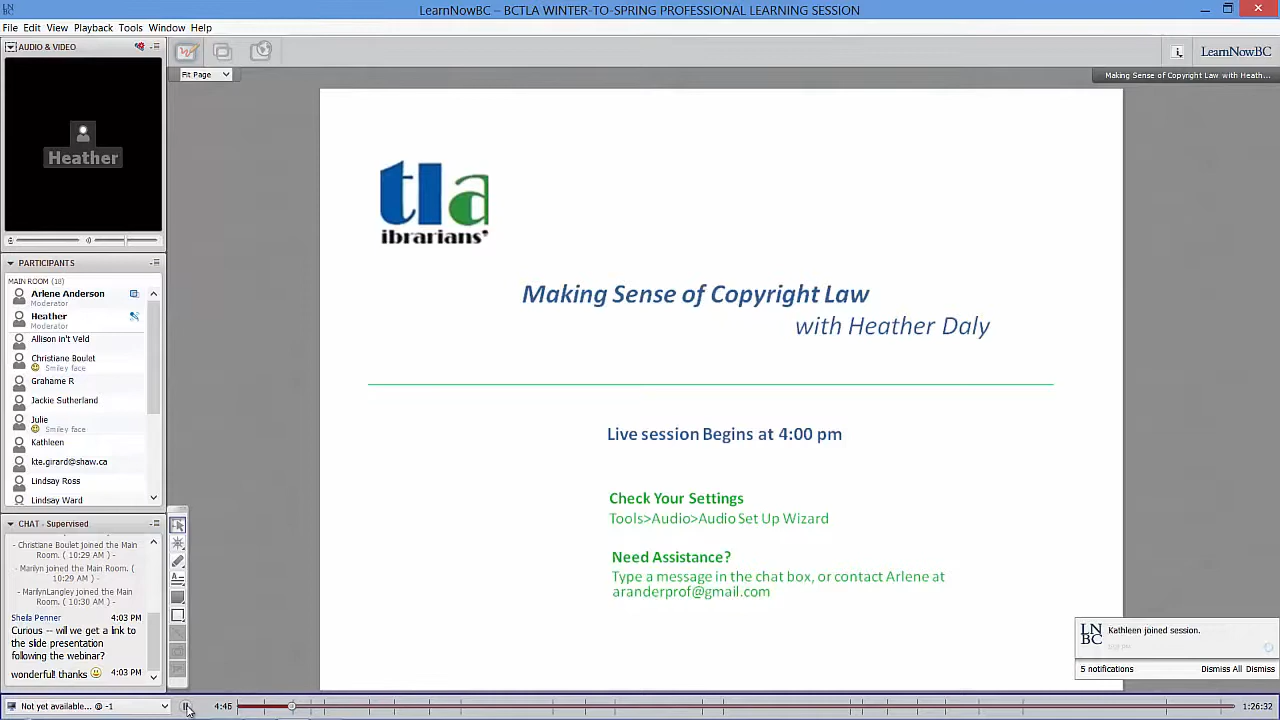 LN
BC
LearnNowBC – BCTLA WINTER-TO-SPRING PROFESSIONAL LEARNING SESSION
File Edit View Playback Tools Window Help
AUDIO & VIDEO
LearnNowBC
Fit Page
Making Sense of Copyright Law with Heath...
Heather
tla
ibrarians'
Making Sense of Copyright Law
with Heather Daly
Live session Begins at 4:00 pm
Check Your Settings
Tools>Audio>Audio Set Up Wizard
Need Assistance?
Type a message in the chat box, or contact Arlene at
aranderprof@gmail.com
PARTICIPANTS
MAIN ROOM (18)
Arlene Anderson
Moderator
Heather
Moderator
Allison in't Veld
Christiane Boulet
Smiley face
Grahame R
Jackie Sutherland
Julie
Smiley face
Kathleen
kte.girard@shaw.ca
Lindsay Ross
Lindsay Ward
CHAT - Supervised
- Christiane Boulet joined the Main
Room. ( 10:29 AM ) -
- Marilyn joined the Main Room. (
10:29 AM ) -
- MarilynLangley joined the Main
Room. ( 10:30 AM ) -
Sheila Penner 4:03 PM
Curious -- will we get a link to
the slide presentation
following the webinar?
wonderful! thanks 4:03 PM
LN
BC
Kathleen joined session.
5 notifications Dismiss All Dismiss
Not yet available... @ -1
4:45
1:26:32